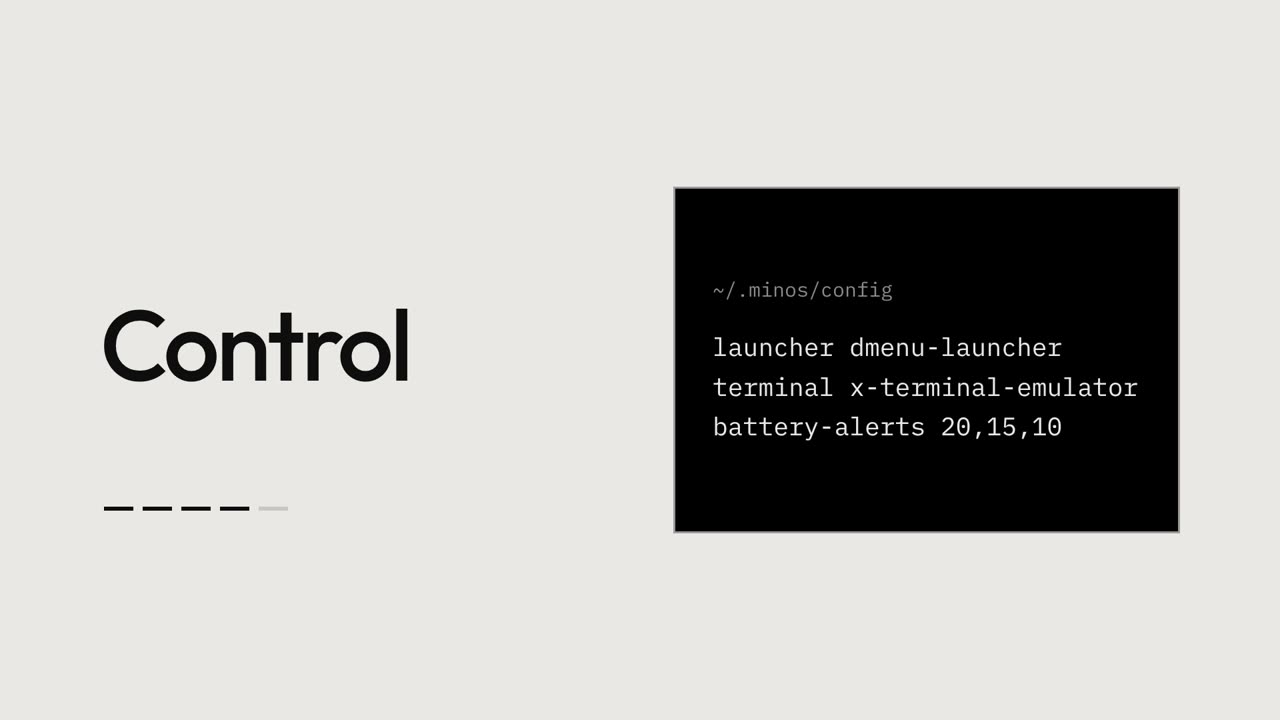 Control
~/.minos/config
launcher dmenu-launcher
terminal x-terminal-emulator
battery-alerts 20,15,10